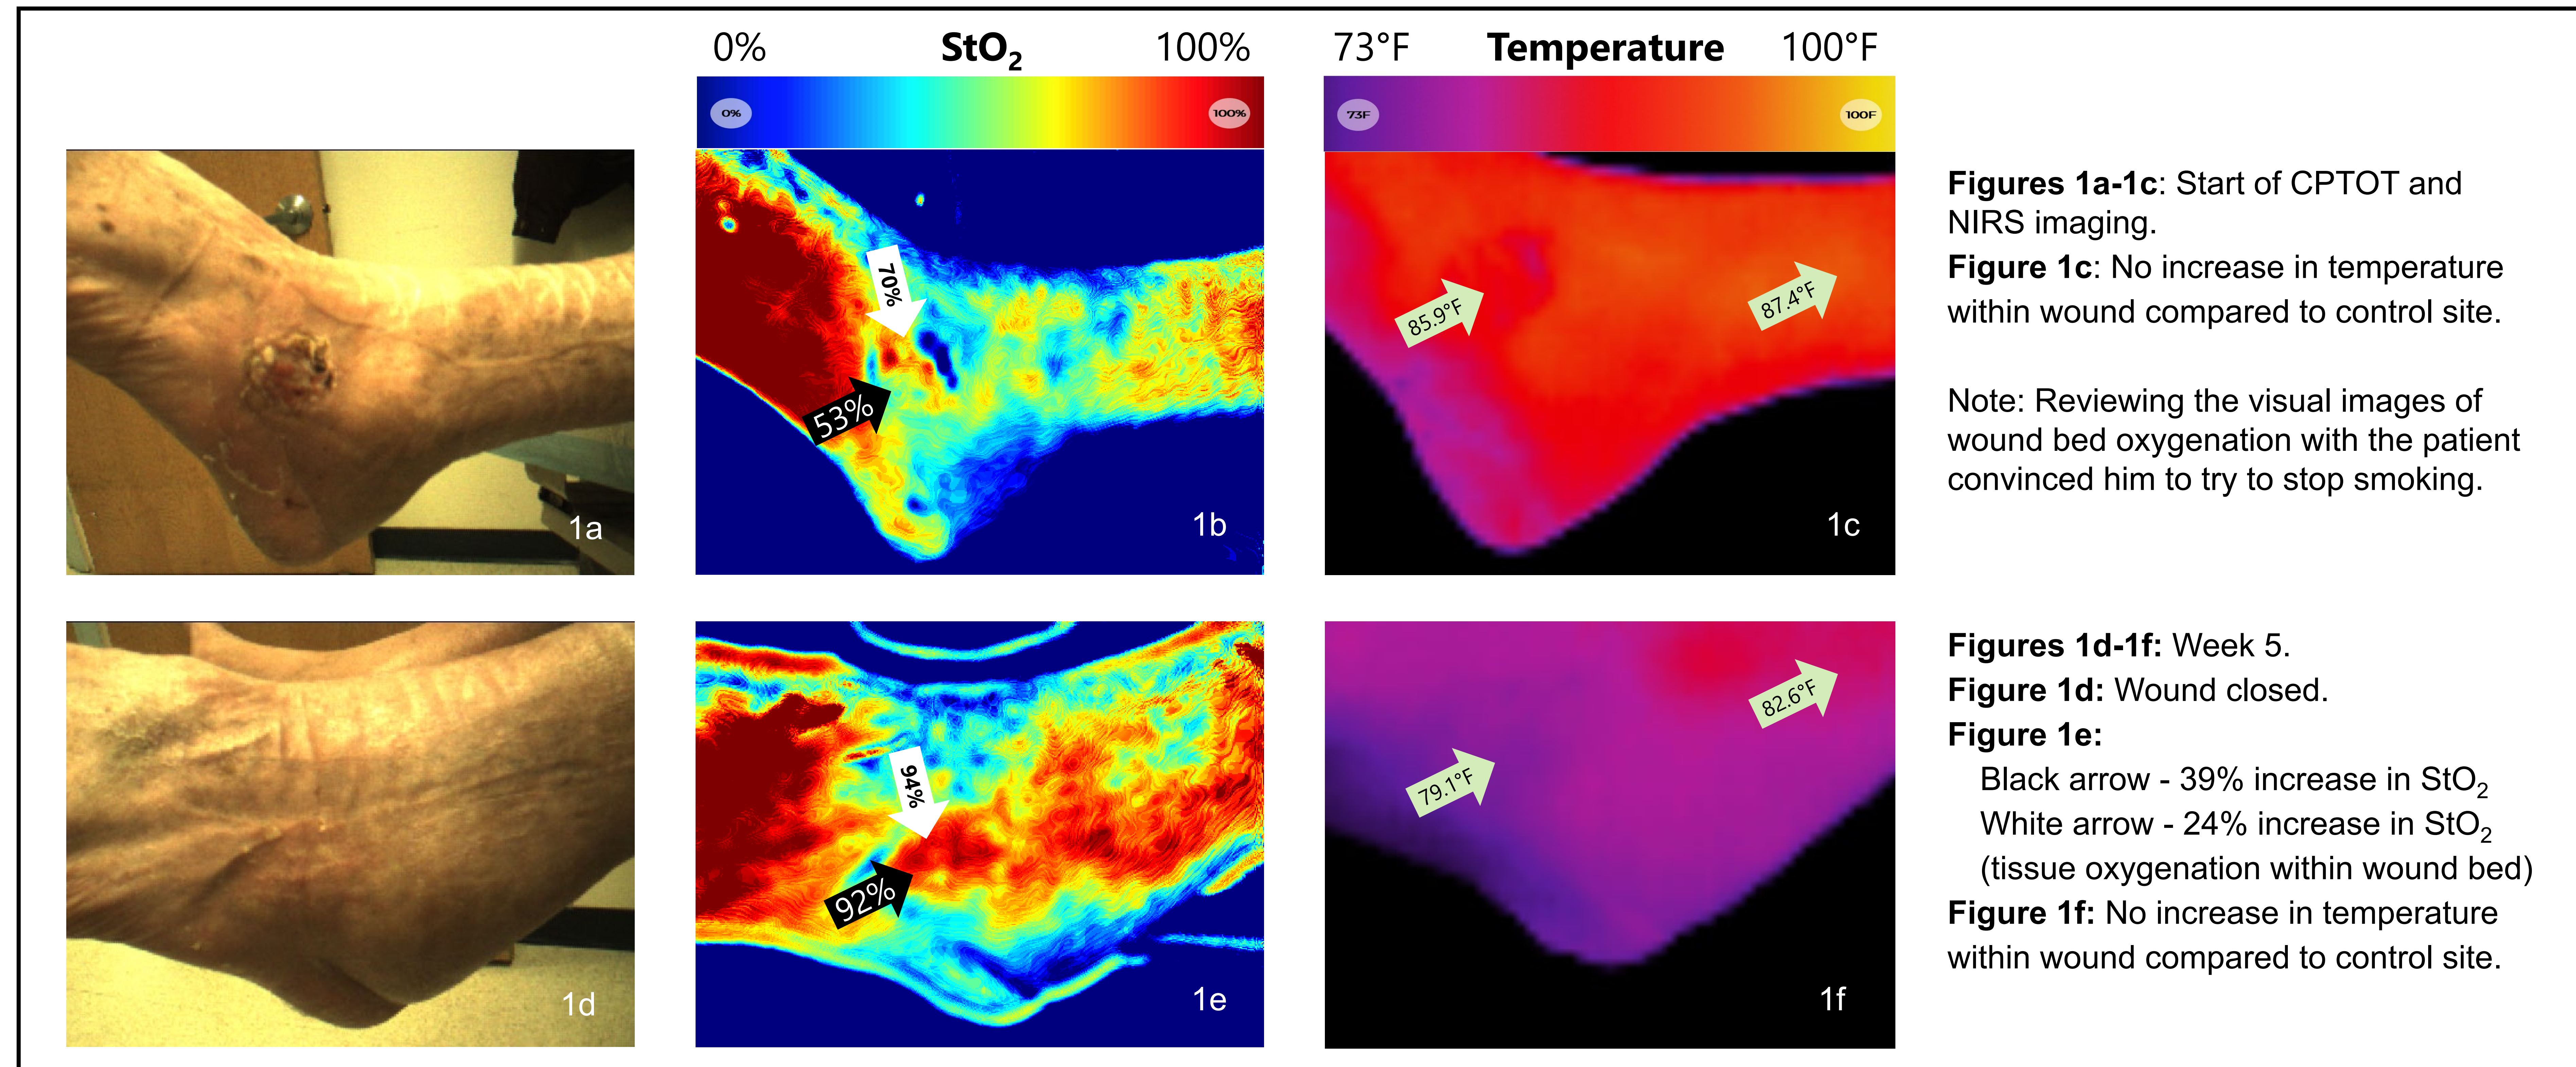 0% StO2 100%
73°F Temperature 100°F
0% 100%
73F 100F
70%
53%
85.9°F
87.4°F
1a
1b
1c
Figures 1a-1c: Start of CPTOT and
NIRS imaging.
Figure 1c: No increase in temperature
within wound compared to control site.
Note: Reviewing the visual images of
wound bed oxygenation with the patient
convinced him to try to stop smoking.
94%
92%
79.1°F
82.6°F
1d
1e
1f
Figures 1d-1f: Week 5.
Figure 1d: Wound closed.
Figure 1e:
Black arrow - 39% increase in StO2
White arrow - 24% increase in StO2
(tissue oxygenation within wound bed)
Figure 1f: No increase in temperature
within wound compared to control site.